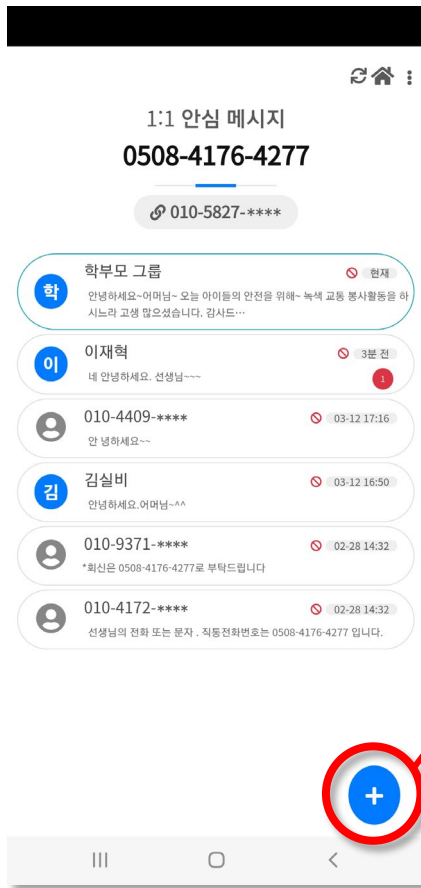 1:1 안심 메시지
0508-4176-4277
010-5827-****
학
학부모 그룹
현재
안녕하세요~어머님~ 오늘 아이들의 안전을 위해~ 녹색 교통 봉사활동을 하
시느라 고생 많으셨습니다. 감사드…
이
이재혁
3분 전
네 안녕하세요. 선생님~~~
1
010-4409-****
03-12 17:16
안 녕하세요~~
김
김실비
03-12 16:50
안녕하세요.어머님~^^
010-9371-****
02-28 14:32
*회신은 0508-4176-4277로 부탁드립니다
010-4172-****
02-28 14:32
선생님의 전화 또는 문자 . 직통전화번호는 0508-4176-4277 입니다.